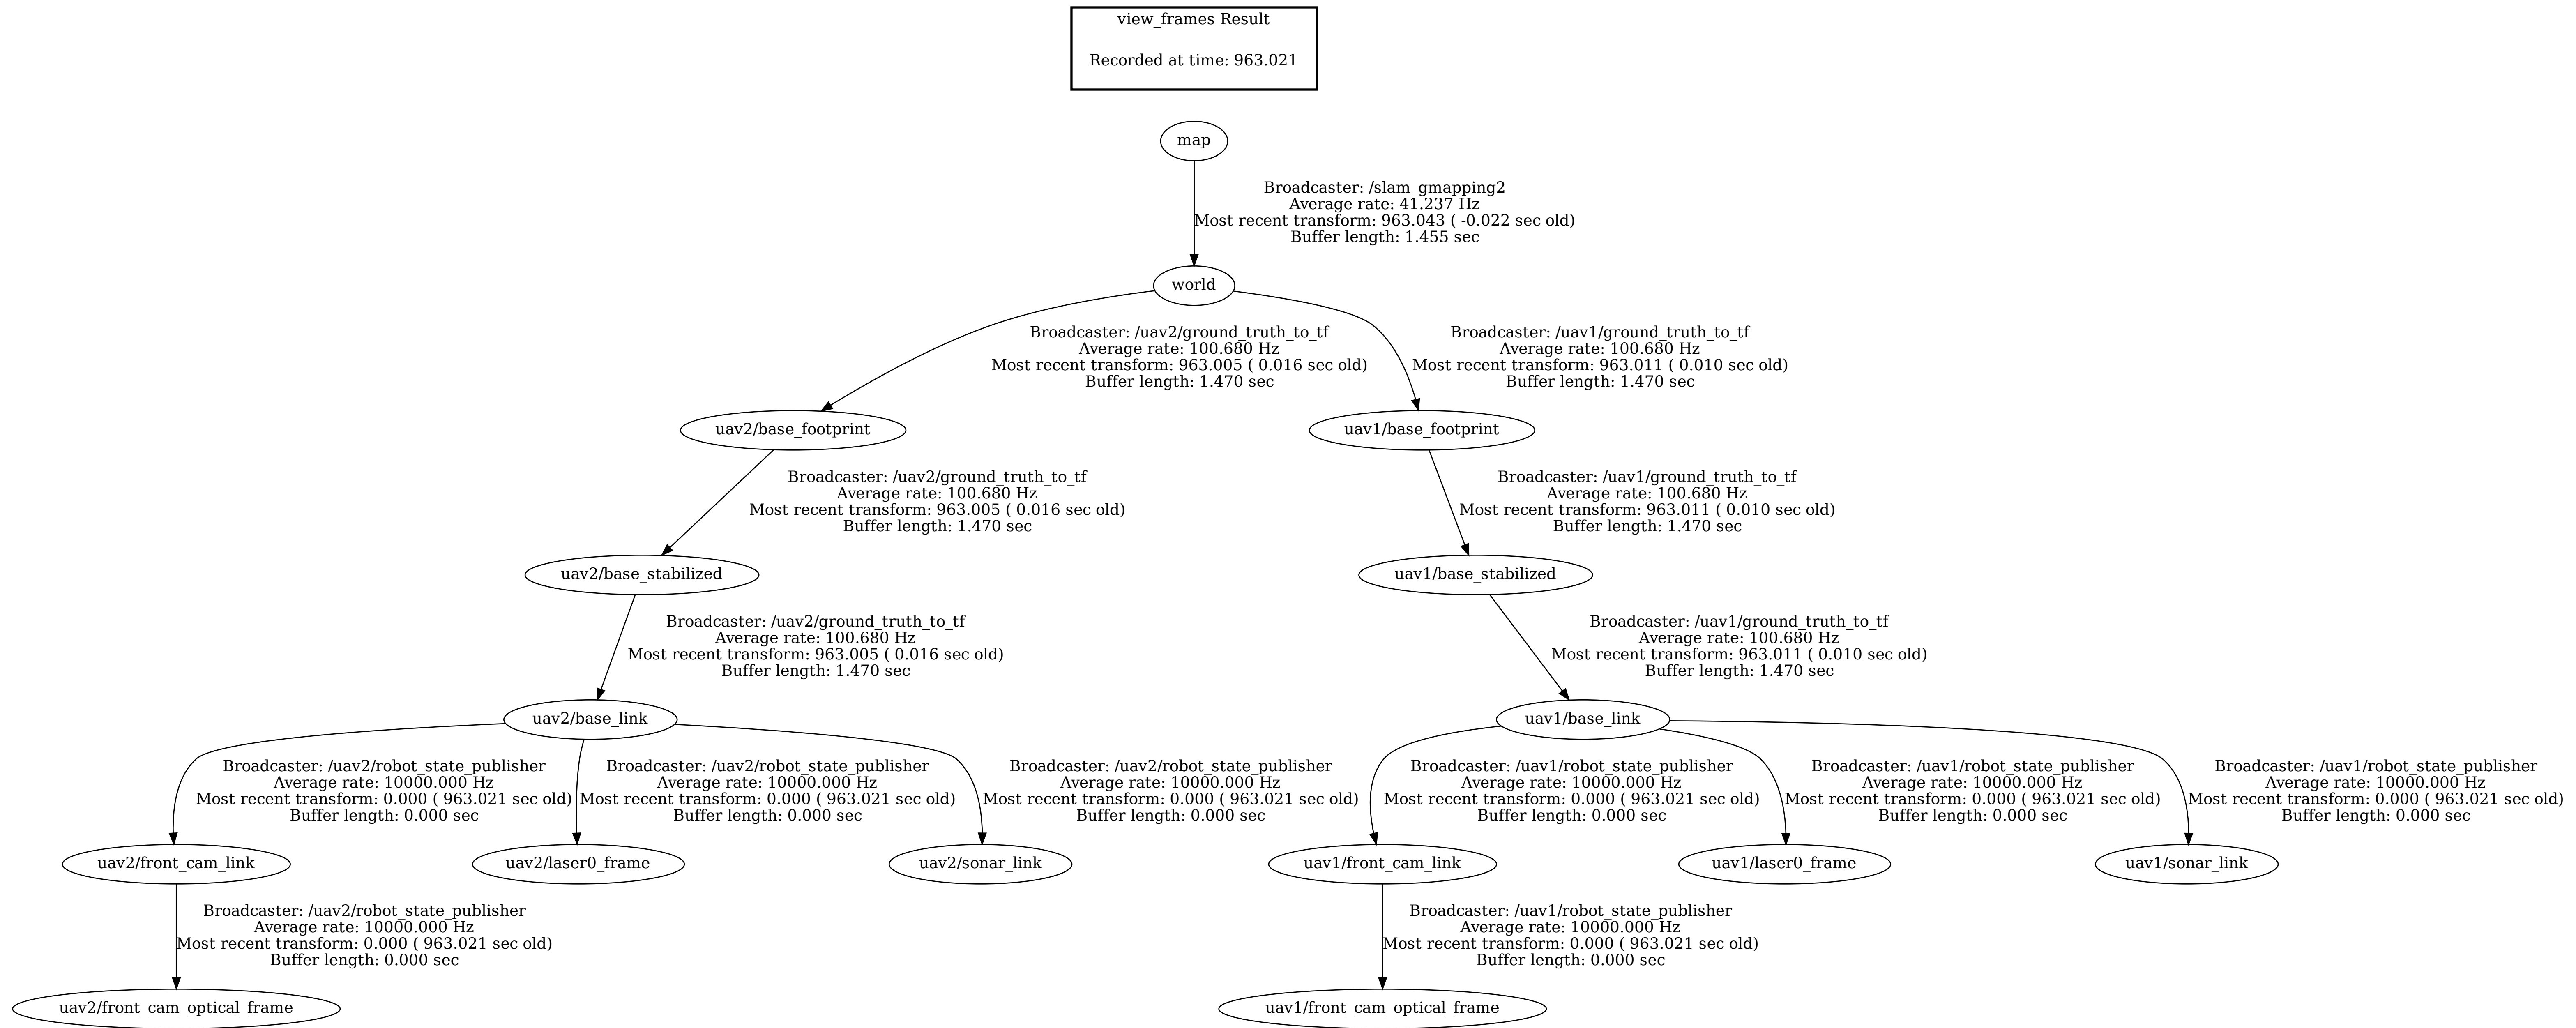 view_frames Result
Recorded at time: 963.021
map
Broadcaster: /slam_gmapping2
Average rate: 41.237 Hz
Most recent transform: 963.043 ( -0.022 sec old)
Buffer length: 1.455 sec
world
Broadcaster: /uav2/ground_truth_to_tf
Average rate: 100.680 Hz
Most recent transform: 963.005 ( 0.016 sec old)
Buffer length: 1.470 sec
Broadcaster: /uav1/ground_truth_to_tf
Average rate: 100.680 Hz
Most recent transform: 963.011 ( 0.010 sec old)
Buffer length: 1.470 sec
uav2/base_footprint
uav1/base_footprint
Broadcaster: /uav2/ground_truth_to_tf
Average rate: 100.680 Hz
Most recent transform: 963.005 ( 0.016 sec old)
Buffer length: 1.470 sec
Broadcaster: /uav1/ground_truth_to_tf
Average rate: 100.680 Hz
Most recent transform: 963.011 ( 0.010 sec old)
Buffer length: 1.470 sec
uav2/base_stabilized
uav1/base_stabilized
Broadcaster: /uav2/ground_truth_to_tf
Average rate: 100.680 Hz
Most recent transform: 963.005 ( 0.016 sec old)
Buffer length: 1.470 sec
Broadcaster: /uav1/ground_truth_to_tf
Average rate: 100.680 Hz
Most recent transform: 963.011 ( 0.010 sec old)
Buffer length: 1.470 sec
uav2/base_link
uav1/base_link
Broadcaster: /uav2/robot_state_publisher
Average rate: 10000.000 Hz
Most recent transform: 0.000 ( 963.021 sec old)
Buffer length: 0.000 sec
Broadcaster: /uav2/robot_state_publisher
Average rate: 10000.000 Hz
Most recent transform: 0.000 ( 963.021 sec old)
Buffer length: 0.000 sec
Broadcaster: /uav2/robot_state_publisher
Average rate: 10000.000 Hz
Most recent transform: 0.000 ( 963.021 sec old)
Buffer length: 0.000 sec
Broadcaster: /uav1/robot_state_publisher
Average rate: 10000.000 Hz
Most recent transform: 0.000 ( 963.021 sec old)
Buffer length: 0.000 sec
Broadcaster: /uav1/robot_state_publisher
Average rate: 10000.000 Hz
Most recent transform: 0.000 ( 963.021 sec old)
Buffer length: 0.000 sec
Broadcaster: /uav1/robot_state_publisher
Average rate: 10000.000 Hz
Most recent transform: 0.000 ( 963.021 sec old)
Buffer length: 0.000 sec
uav2/front_cam_link
uav2/laser0_frame
uav2/sonar_link
uav1/front_cam_link
uav1/laser0_frame
uav1/sonar_link
Broadcaster: /uav2/robot_state_publisher
Average rate: 10000.000 Hz
Most recent transform: 0.000 ( 963.021 sec old)
Buffer length: 0.000 sec
Broadcaster: /uav1/robot_state_publisher
Average rate: 10000.000 Hz
Most recent transform: 0.000 ( 963.021 sec old)
Buffer length: 0.000 sec
uav2/front_cam_optical_frame
uav1/front_cam_optical_frame